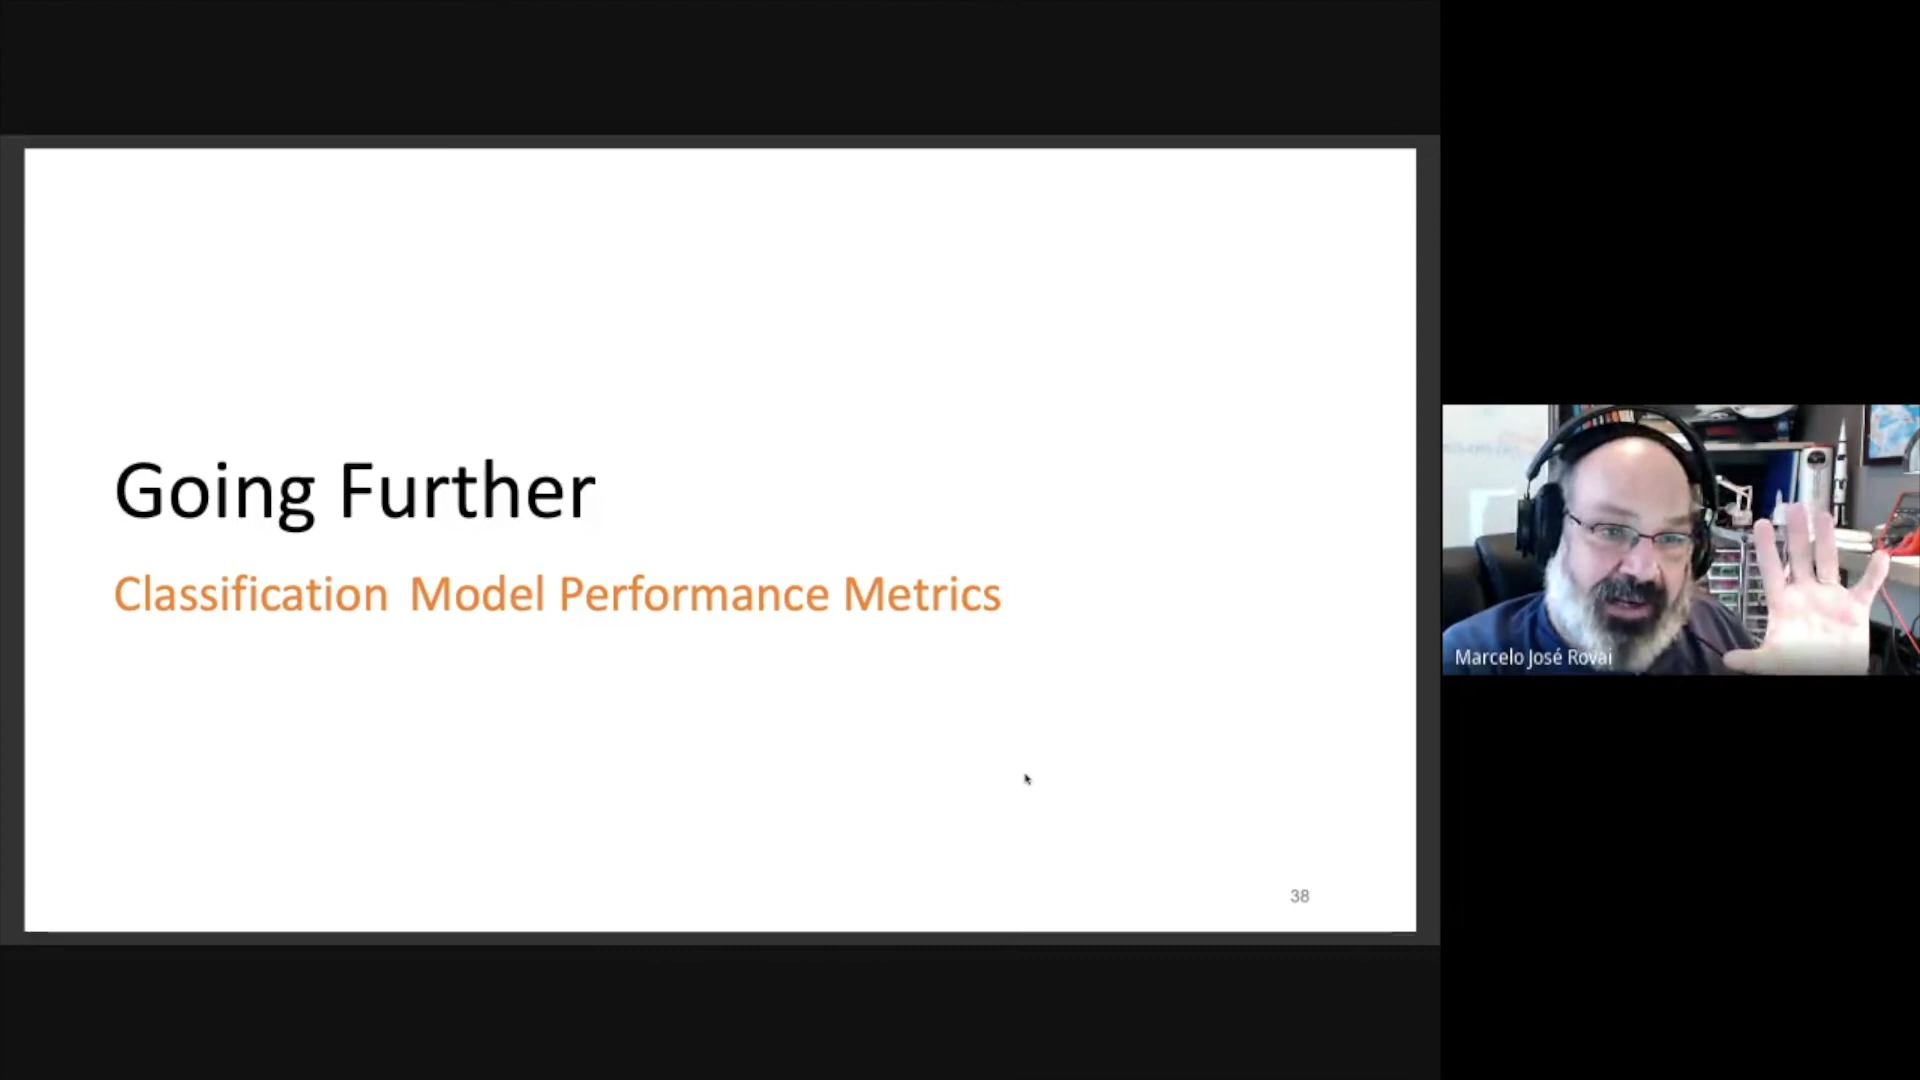 Going Further
Classification Model Performance Metrics
38
Marcelo José Rovai